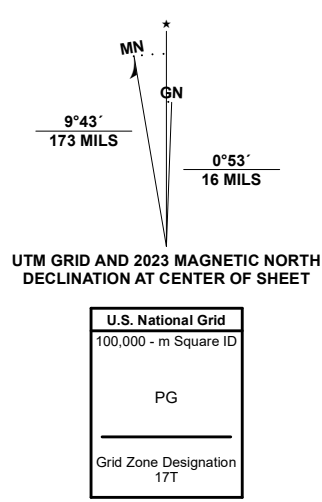 ★
MN
GN
9°43´
173 MILS
0°53´
16 MILS
UTM GRID AND 2023 MAGNETIC NORTH
DECLINATION AT CENTER OF SHEET
U.S. National Grid
100,000 - m Square ID
PG
Grid Zone Designation
17T